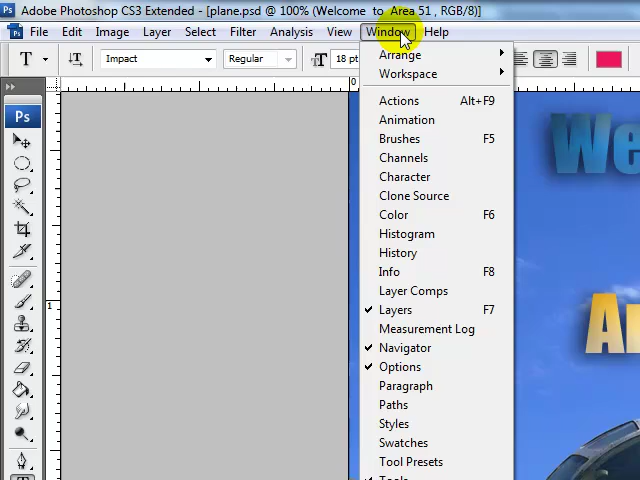 Adobe Photoshop CS3 Extended - [plane.psd @ 100% (Welcome to Area 51 , RGB/8)]
File Edit Image Layer Select Filter Analysis View Window Help
T Impact Regular T 18 pt
Arrange
Workspace
Actions Alt+F9
Animation
Brushes F5
Channels
Character
Clone Source
Color F6
Histogram
History
Info F8
Layer Comps
Layers F7
Measurement Log
Navigator
Options
Paragraph
Paths
Styles
Swatches
Tool Presets
Tools
Ps
0
1
We
Ar